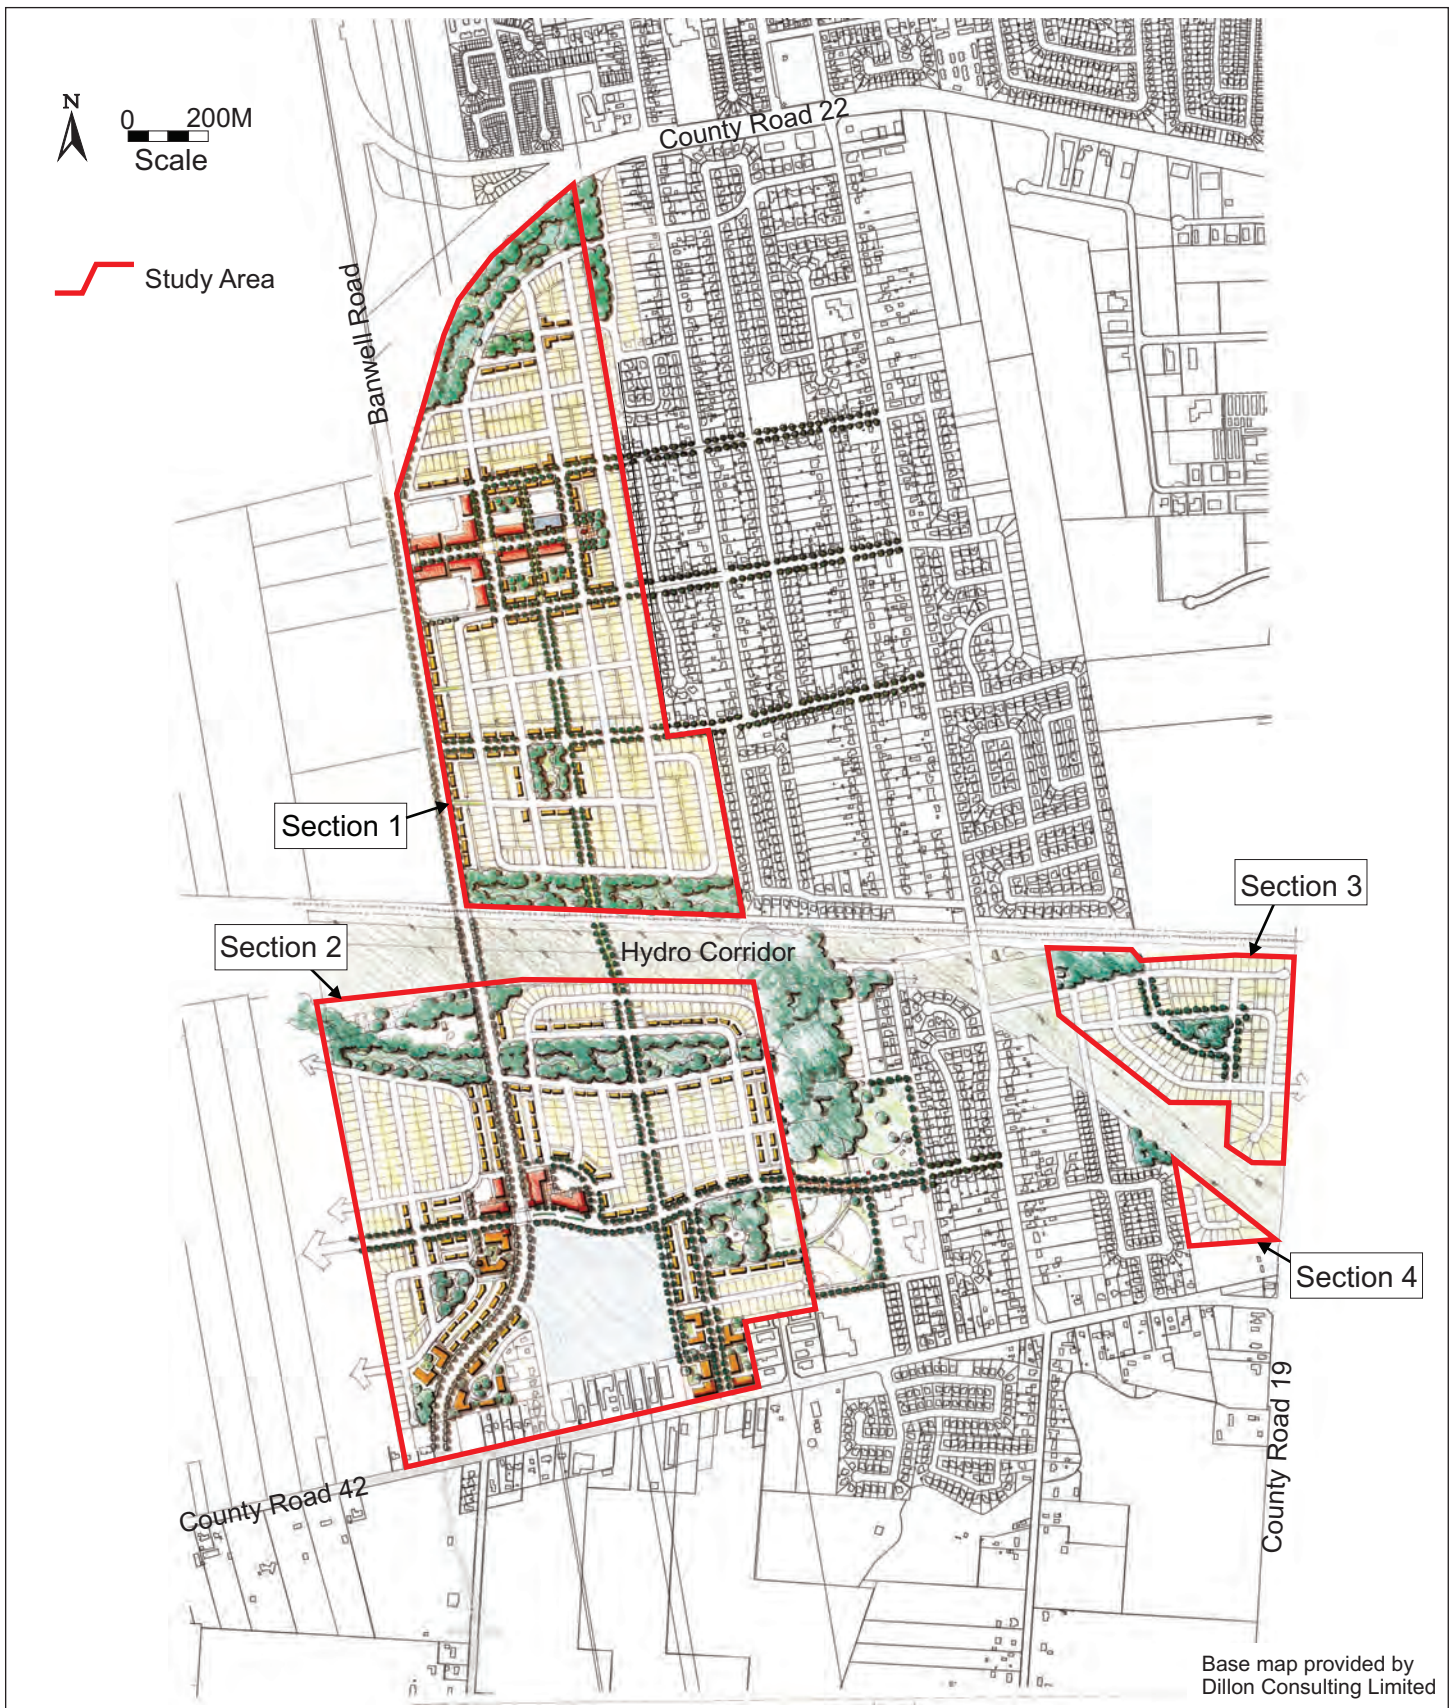 N
0 200M
Scale
County Road 22
Study Area
Banwell Road
Section 1
Section 3
Section 2
Hydro Corridor
Section 4
County Road 19
County Road 42
Base map provided by
Dillon Consulting Limited